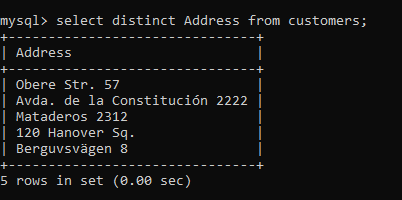 mysql> select distinct Address from customers;
+-------------------------------+
| Address                       |
+-------------------------------+
| Obere Str. 57                 |
| Avda. de la Constitución 2222 |
| Mataderos 2312                |
| 120 Hanover Sq.               |
| Berguvsvägen 8                |
+-------------------------------+
5 rows in set (0.00 sec)